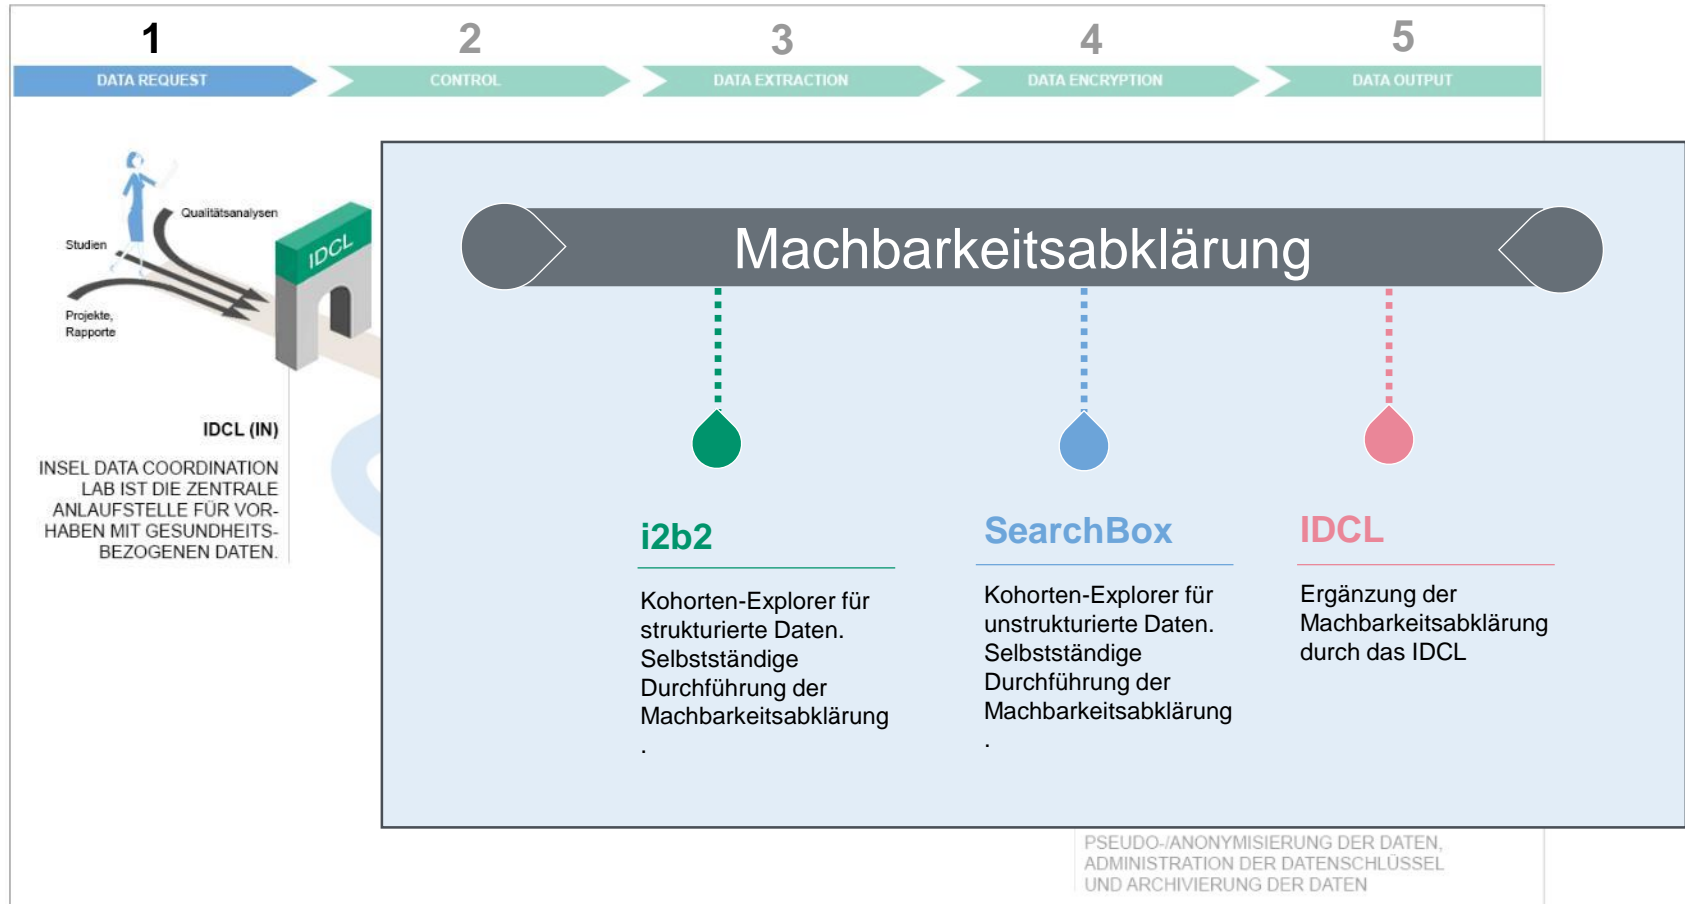 1
2
3
4
5
DATA REQUEST
CONTROL
DATA EXTRACTION
DATA ENCRYPTION
DATA OUTPUT
Qualitätsanalysen
Studien
Projekte,
Rapporte
IDCL
IDCL (IN)
INSEL DATA COORDINATION
LAB IST DIE ZENTRALE
ANLAUFSTELLE FÜR VOR-
HABEN MIT GESUNDHEITS-
BEZOGENEN DATEN.
Machbarkeitsabklärung
i2b2
Kohorten-Explorer für
strukturierte Daten.
Selbstständige
Durchführung der
Machbarkeitsabklärung
.
SearchBox
Kohorten-Explorer für
unstrukturierte Daten.
Selbstständige
Durchführung der
Machbarkeitsabklärung
.
IDCL
Ergänzung der
Machbarkeitsabklärung
durch das IDCL
PSEUDO-/ANONYMISIERUNG DER DATEN,
ADMINISTRATION DER DATENSCHLÜSSEL
UND ARCHIVIERUNG DER DATEN